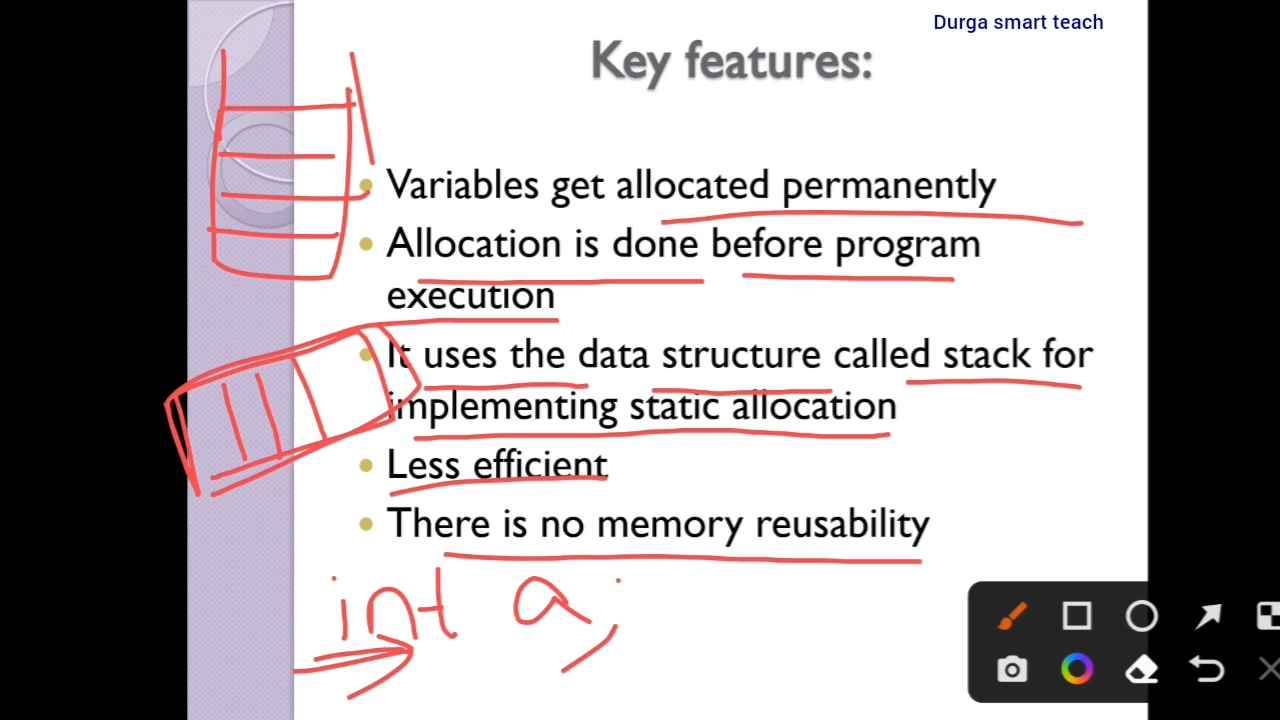 Durga smart teach
Key features:
Variables get allocated permanently
Allocation is done before program
execution
It uses the data structure called stack for
implementing static allocation
Less efficient
There is no memory reusability
int a;